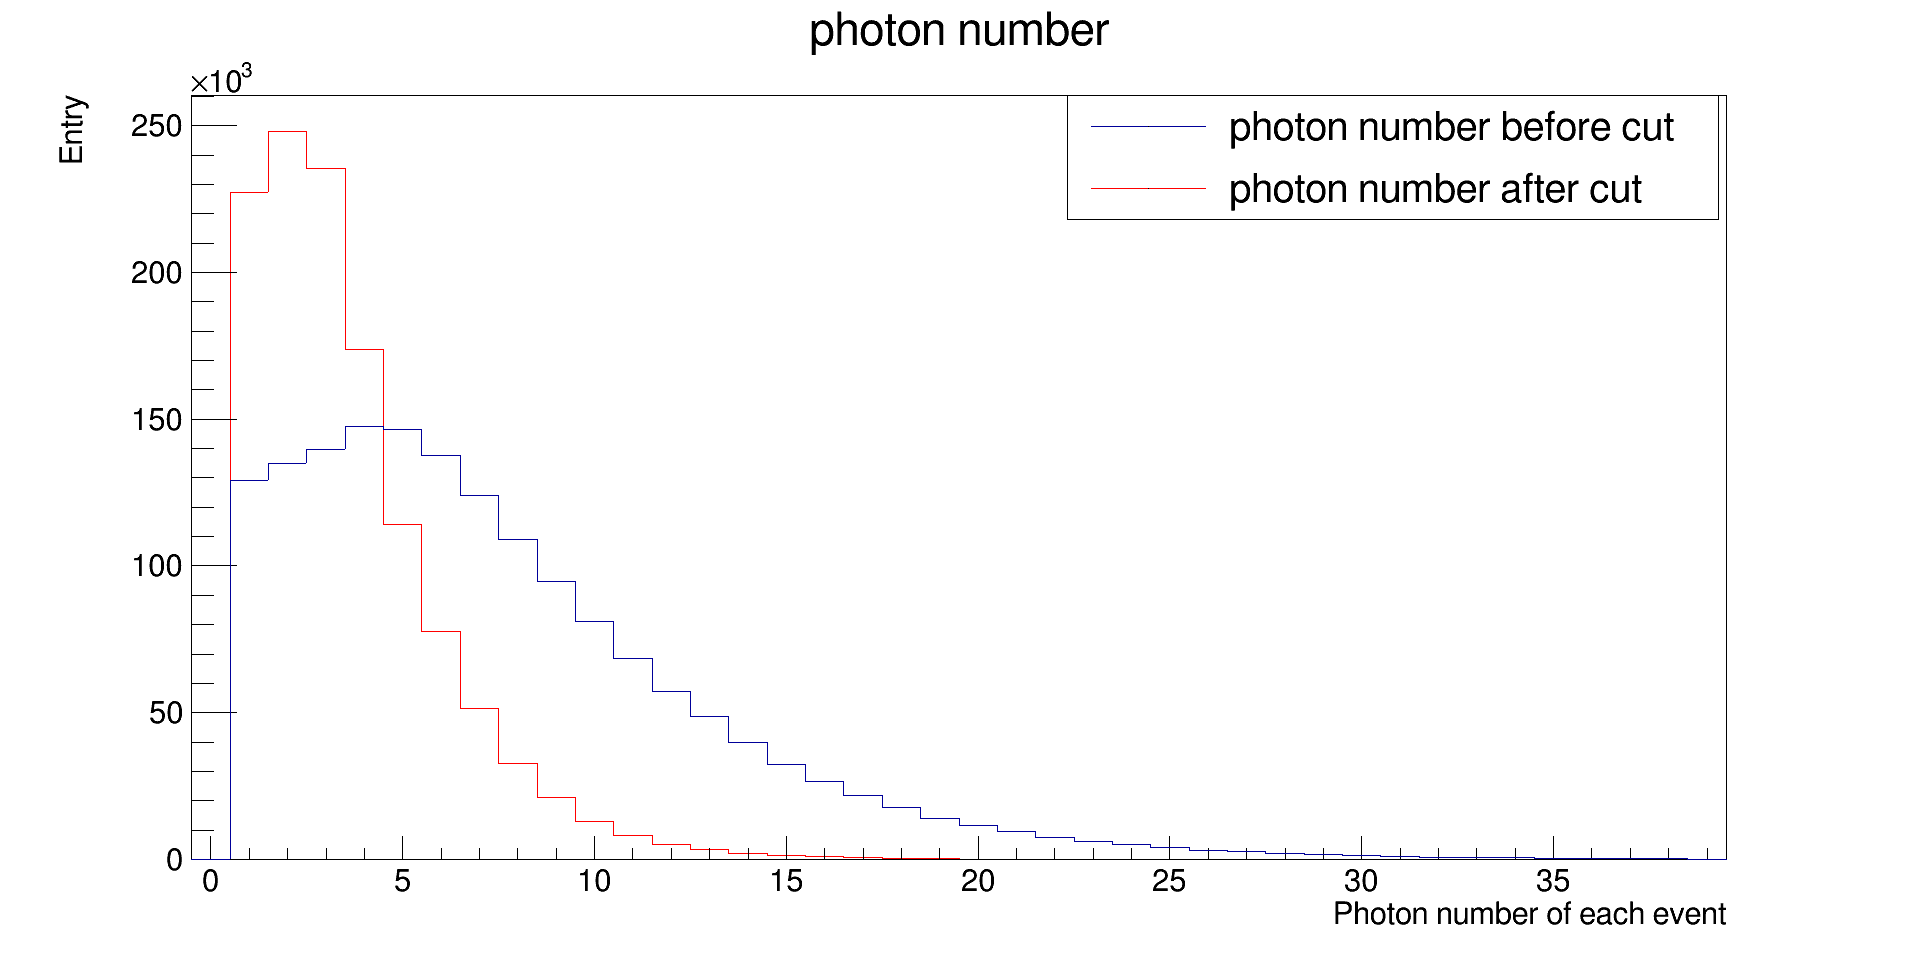 photon number
×10³
Entry
250
200
150
100
50
0
photon number before cut
photon number after cut
0 5 10 15 20 25 30 35
Photon number of each event